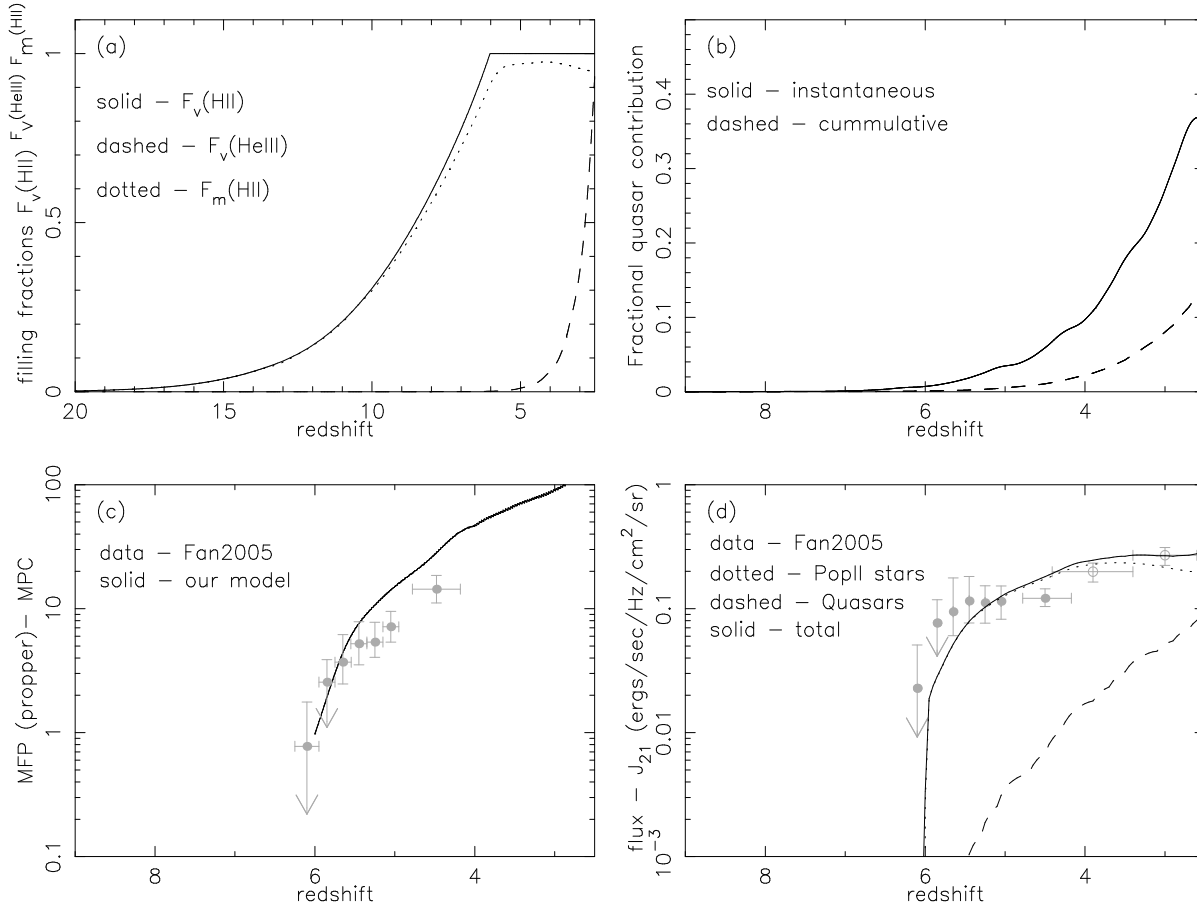 filling fractions F_v(HII) F_v(HeIII) F_m(HII)
(a)
solid – F_v(HII)
dashed – F_v(HeIII)
dotted – F_m(HII)
1
0.5
0
20 15 10 5
redshift
Fractional quasar contribution
(b)
solid – instantaneous
dashed – cummulative
0.4
0.3
0.2
0.1
0
8 6 4
redshift
MFP (propper)– MPC
(c)
data – Fan2005
solid – our model
100
10
1
0.1
8 6 4
redshift
flux – J_21 (ergs/sec/Hz/cm^2/sr)
(d)
data – Fan2005
dotted – PopII stars
dashed – Quasars
solid – total
1
0.1
0.01
10^-3
8 6 4
redshift